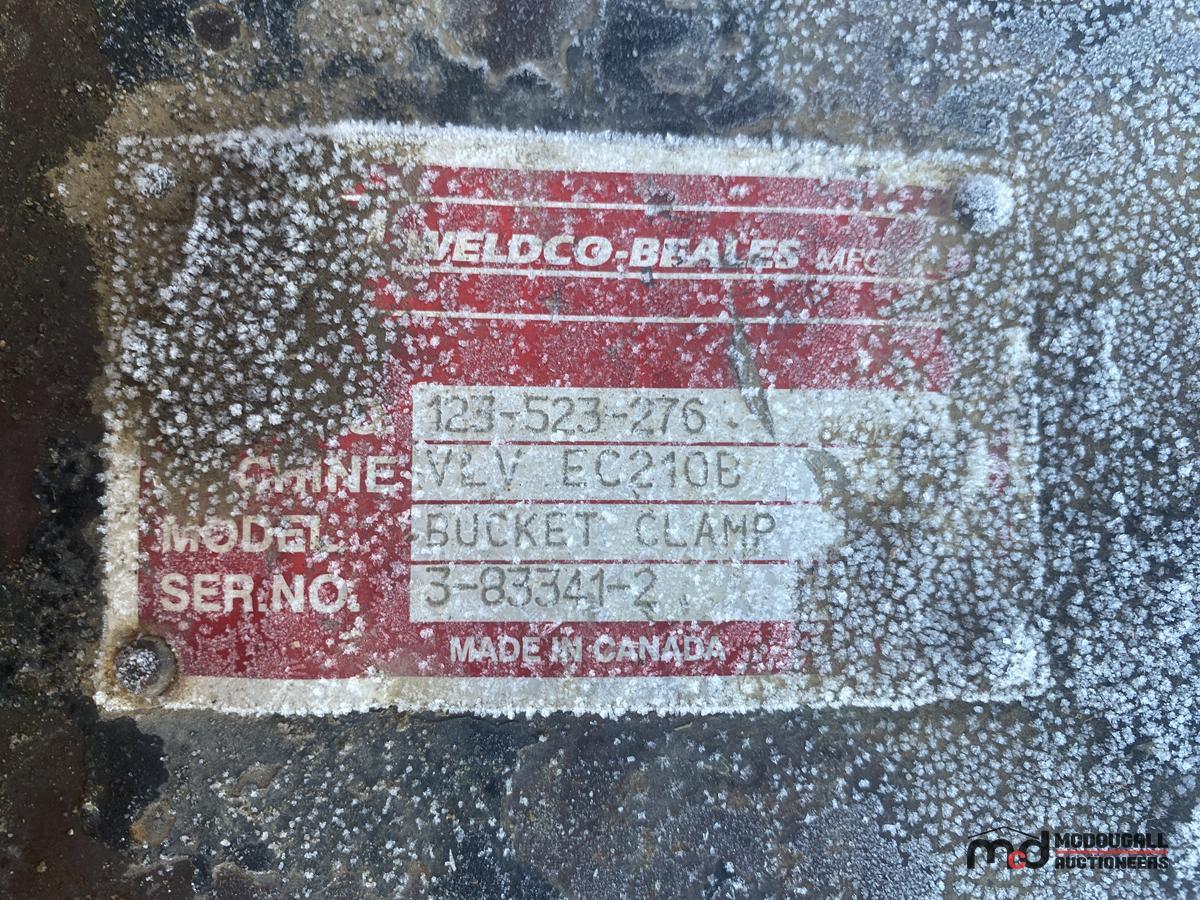 WELDCO-BEALES MFG
123-523-276
CHINE VLV EC210B
MODEL BUCKET CLAMP
SER.NO. 3-83341-2
MADE IN CANADA
mcd MCDOUGALL
AUCTIONEERS